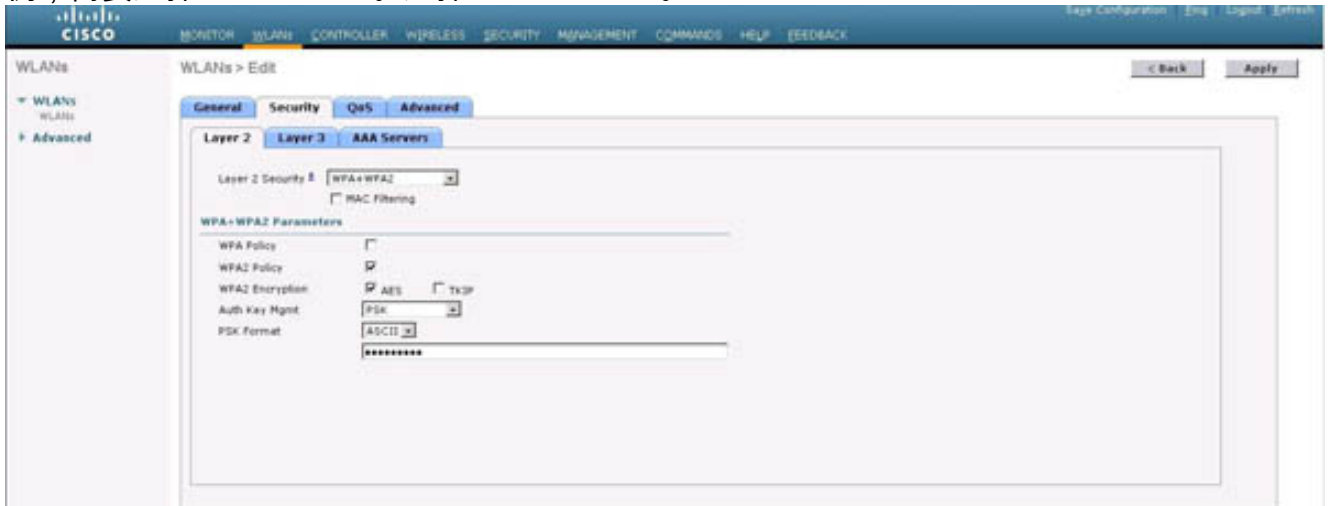 Save Configuration Ping Logout Refresh
CISCO
MONITOR WLANs CONTROLLER WIRELESS SECURITY MANAGEMENT COMMANDS HELP FEEDBACK
WLANs
WLANs > Edit
< Back Apply
WLANs
WLANs
Advanced
General Security QoS Advanced
Layer 2 Layer 3 AAA Servers
Layer 2 Security WPA+WPA2
MAC Filtering
WPA+WPA2 Parameters
WPA Policy
WPA2 Policy
WPA2 Encryption AES TKIP
Auth Key Mgmt PSK
PSK Format ASCII
•••••••••